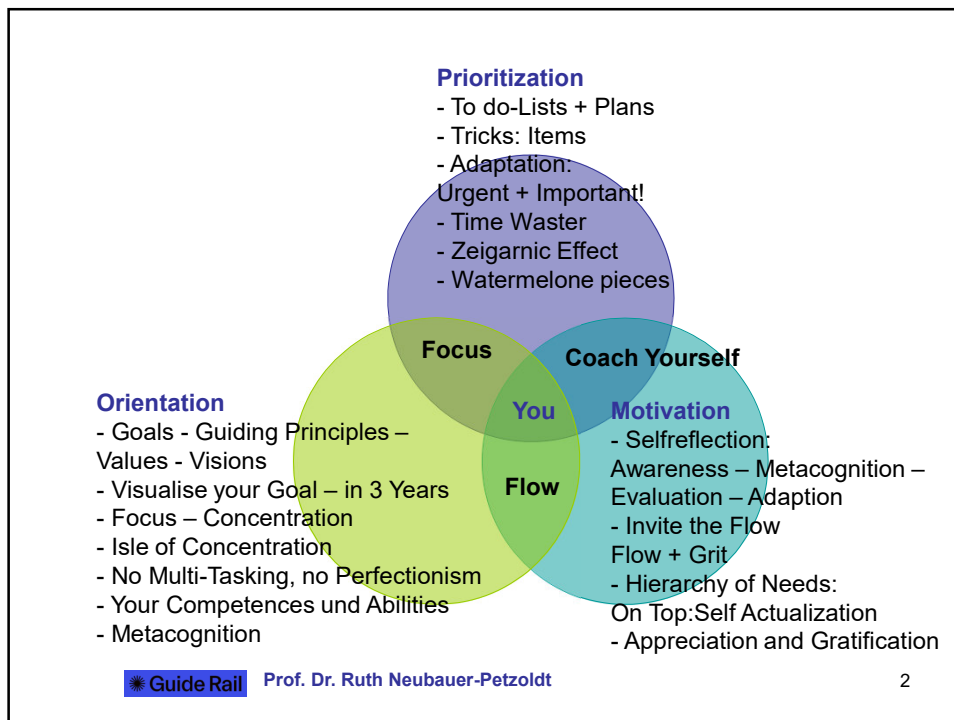 Prioritization
- To do-Lists + Plans
- Tricks: Items
- Adaptation:
Urgent + Important!
- Time Waster
- Zeigarnic Effect
- Watermelone pieces
Focus
Coach Yourself
You
Flow
Orientation
- Goals - Guiding Principles –
Values - Visions
- Visualise your Goal – in 3 Years
- Focus – Concentration
- Isle of Concentration
- No Multi-Tasking, no Perfectionism
- Your Competences und Abilities
- Metacognition
Motivation
- Selfreflection:
Awareness – Metacognition –
Evaluation – Adaption
- Invite the Flow
Flow + Grit
- Hierarchy of Needs:
On Top:Self Actualization
- Appreciation and Gratification
Guide Rail
Prof. Dr. Ruth Neubauer-Petzoldt
2